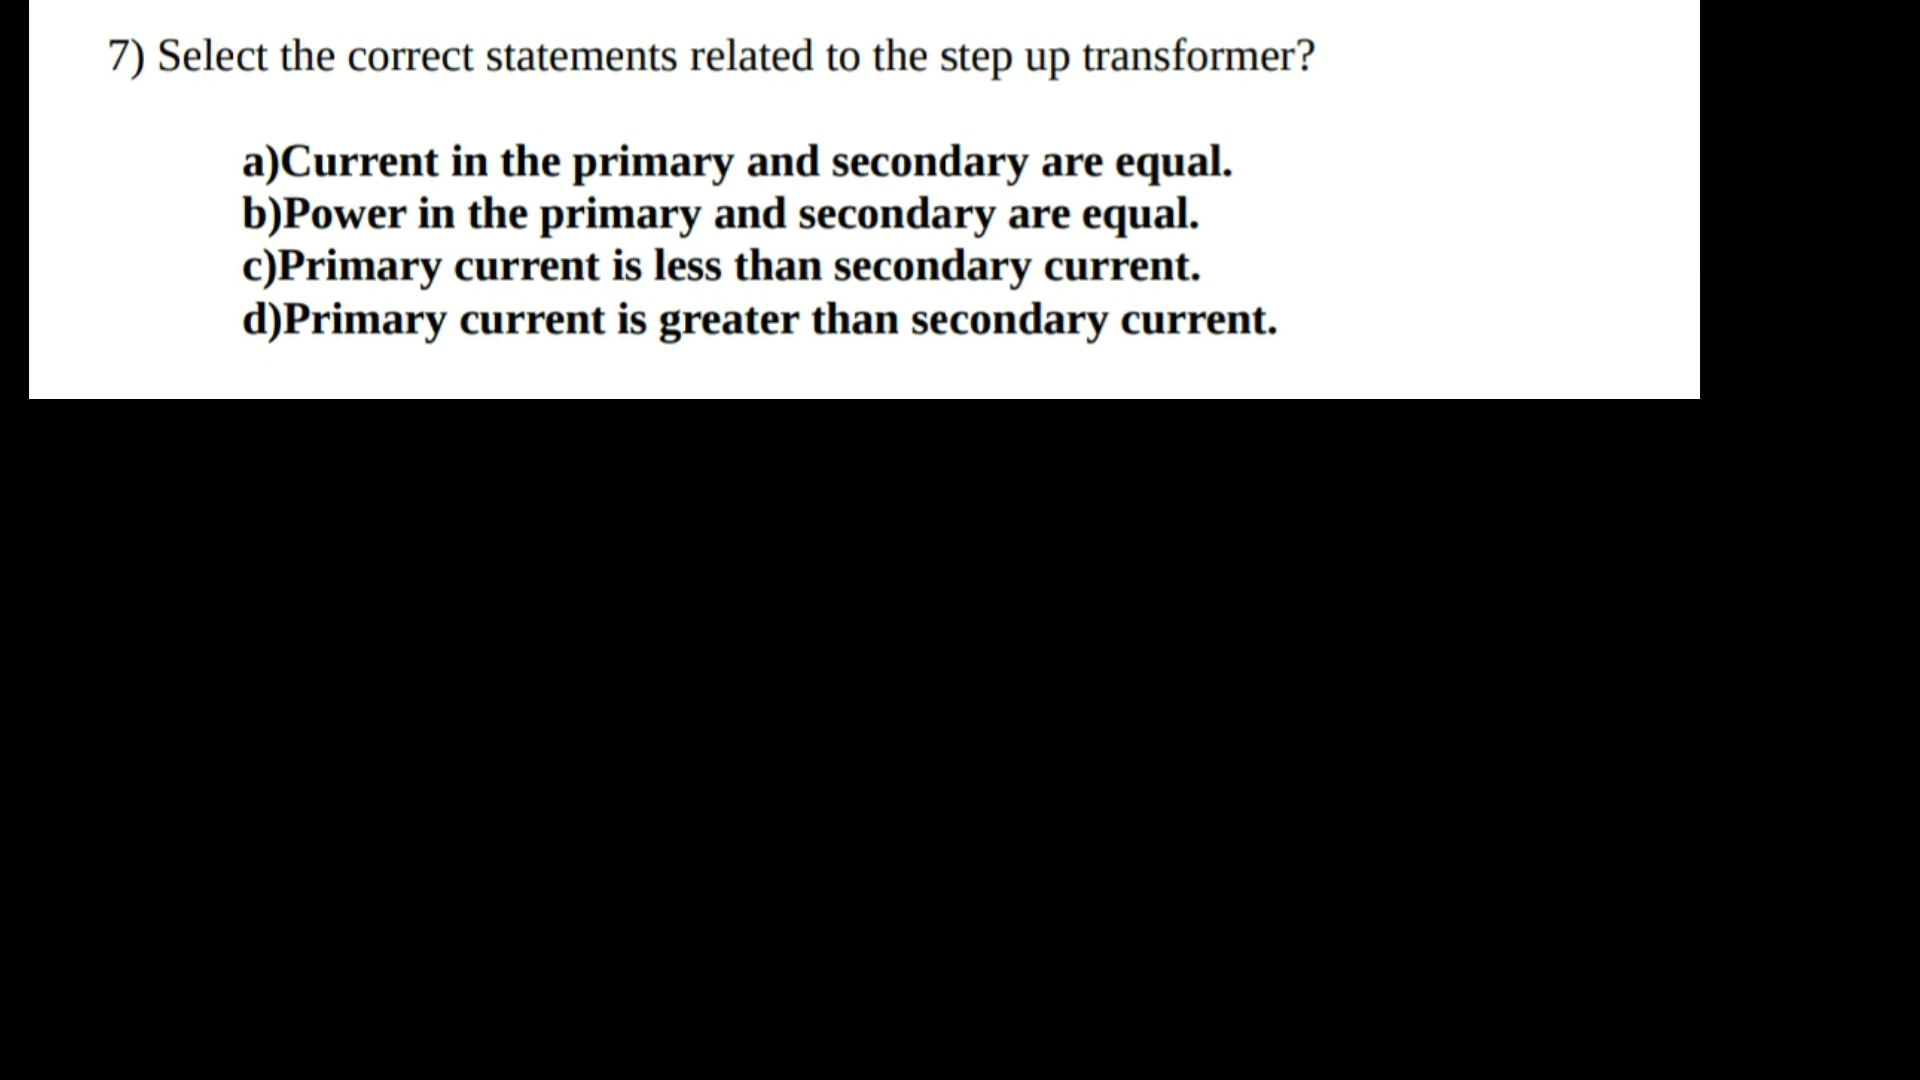 7) Select the correct statements related to the step up transformer?
a)Current in the primary and secondary are equal.
b)Power in the primary and secondary are equal.
c)Primary current is less than secondary current.
d)Primary current is greater than secondary current.